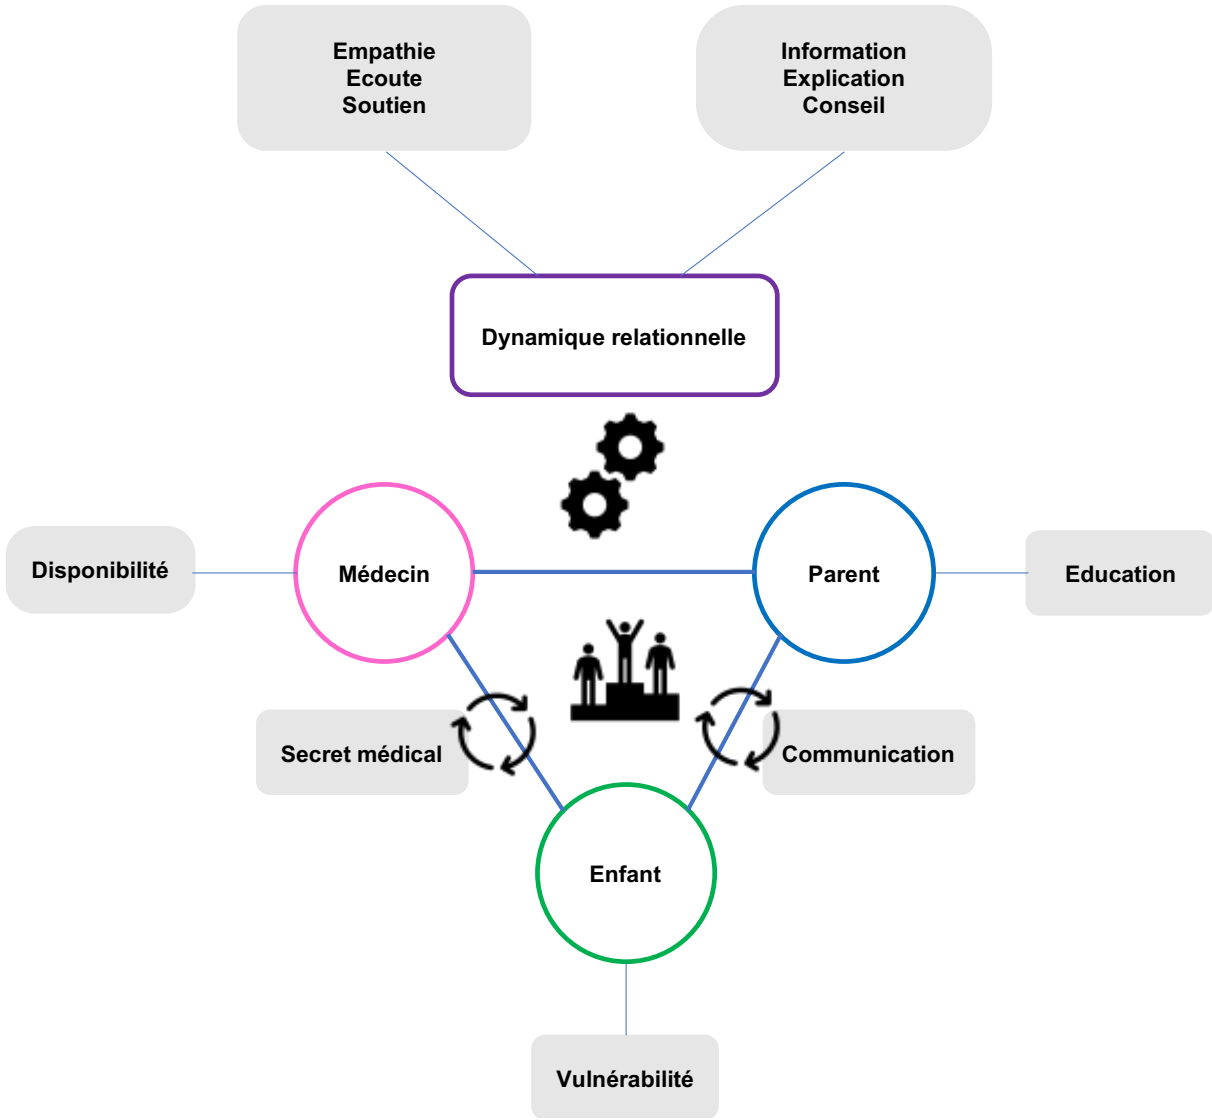 Empathie
Ecoute
Soutien
Information
Explication
Conseil
Dynamique relationnelle
Disponibilité
Médecin
Parent
Education
Secret médical
Communication
Enfant
Vulnérabilité